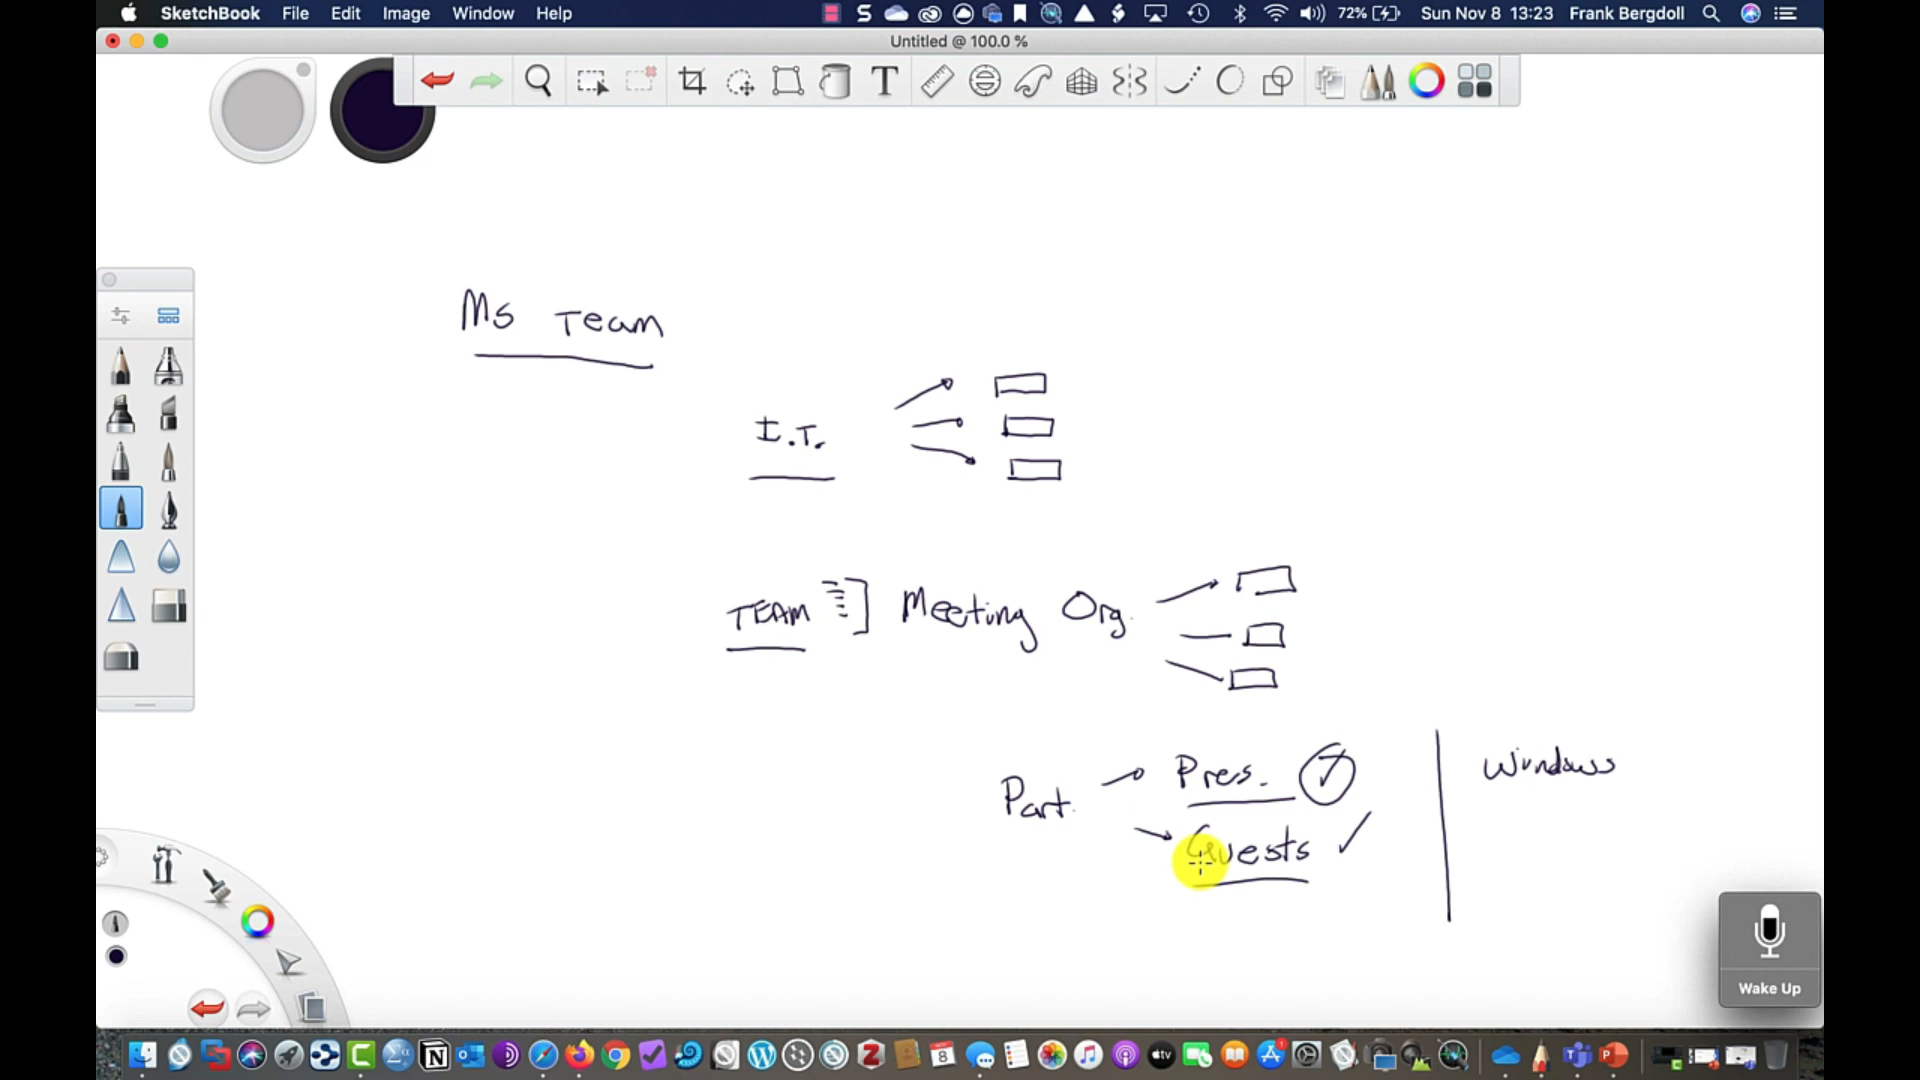 SketchBook File Edit Image Window Help 72% Sun Nov 8 13:23 Frank Bergdoll
Untitled @ 100.0 %
T
Ms Team
I.T.
TEAM Meeting Org.
Part. Pres. Windows
Guests
Wake Up
8